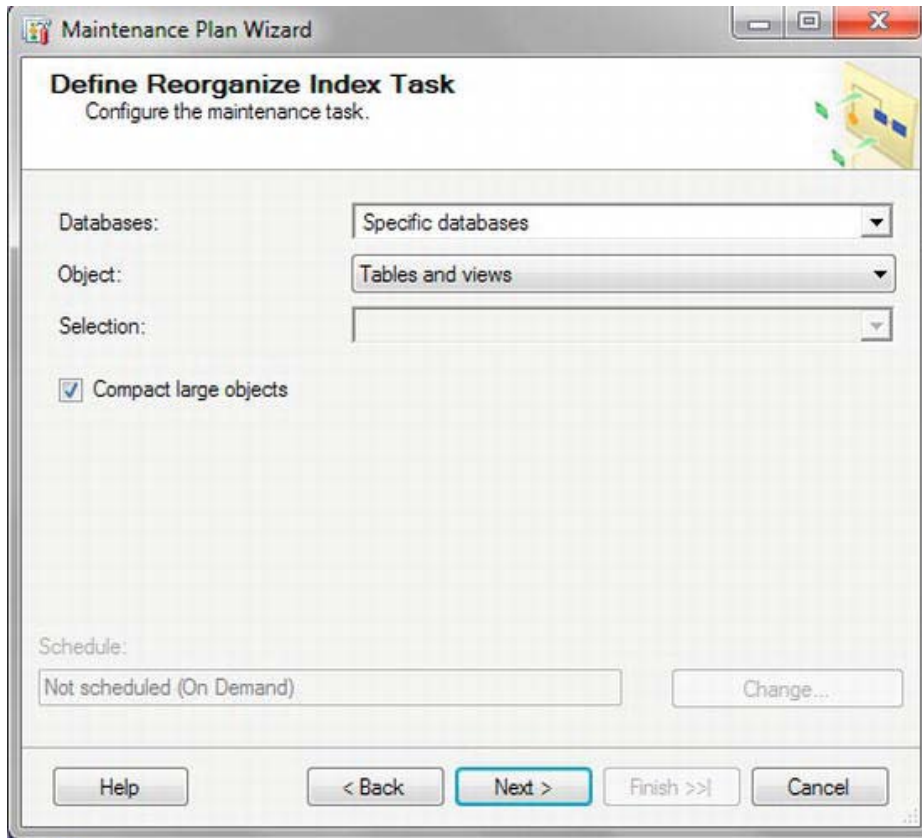 Maintenance Plan Wizard
Define Reorganize Index Task
Configure the maintenance task.
Databases: Specific databases
Object: Tables and views
Selection:
Compact large objects
Schedule:
Not scheduled (On Demand) Change...
Help < Back Next > Finish >>| Cancel